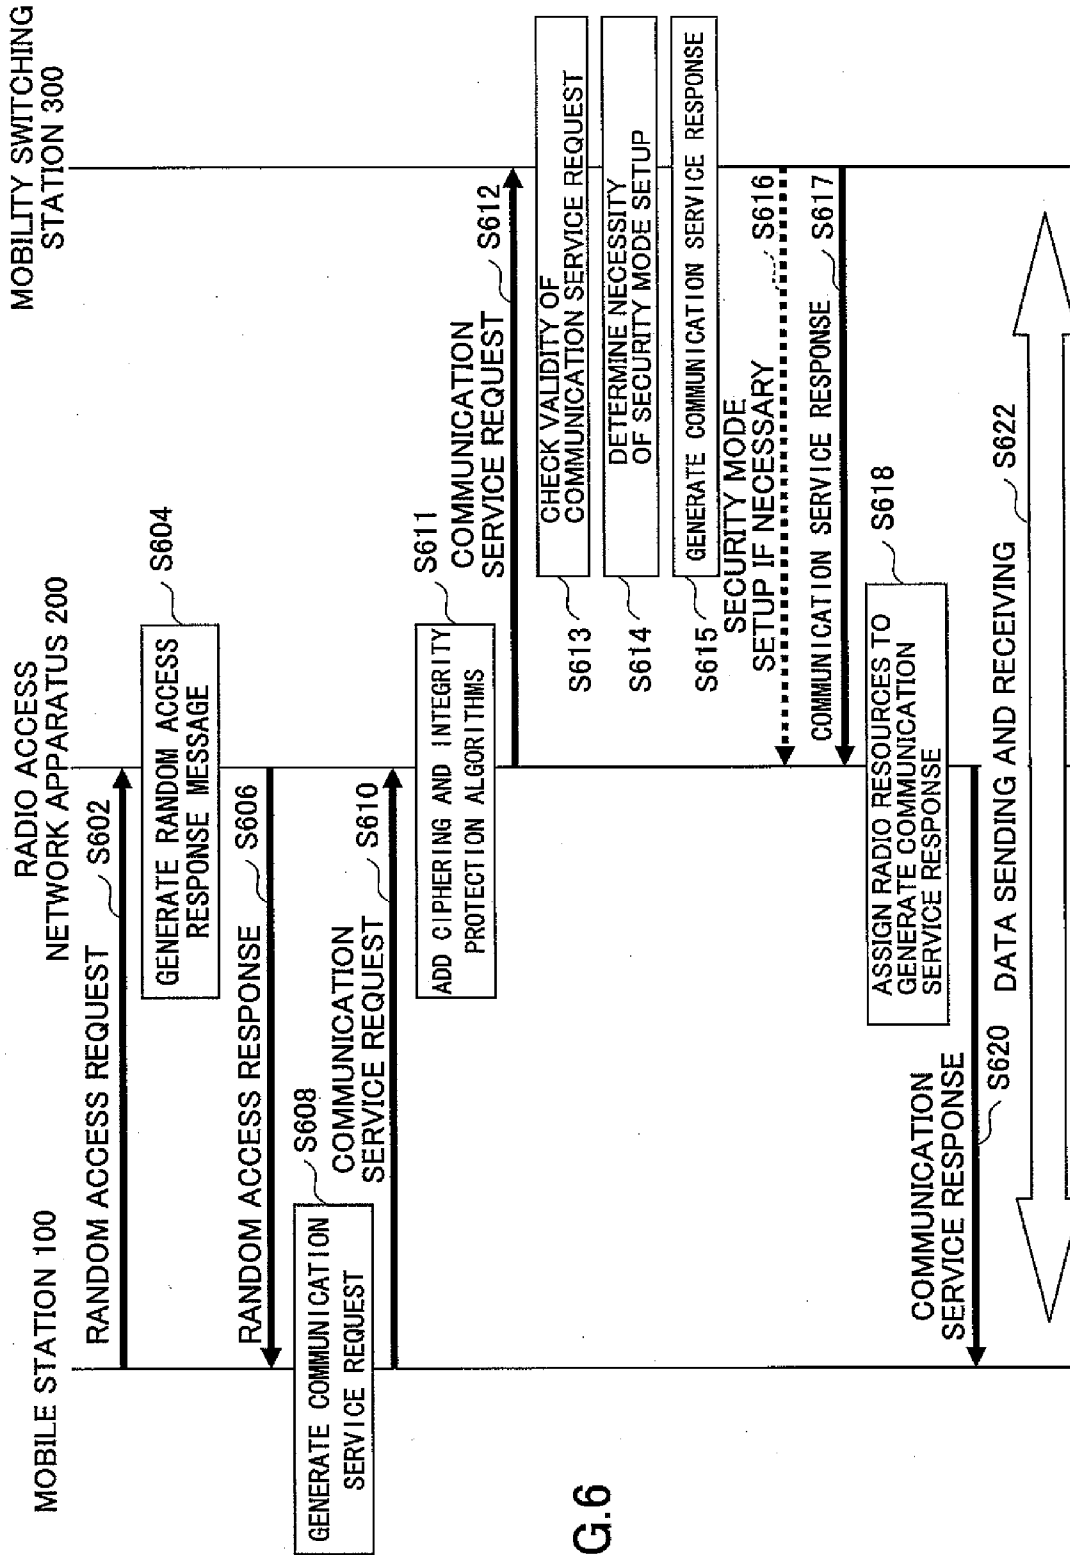 MOBILE STATION 100
RADIO ACCESS
NETWORK APPARATUS 200
MOBILITY SWITCHING
STATION 300
RANDOM ACCESS REQUEST
S602
GENERATE RANDOM ACCESS
RESPONSE MESSAGE
S604
RANDOM ACCESS RESPONSE
S606
GENERATE COMMUNICATION
SERVICE REQUEST
S608
COMMUNICATION
SERVICE REQUEST
S610
ADD CIPHERING AND INTEGRITY
PROTECTION ALGORITHMS
S611
COMMUNICATION
SERVICE REQUEST
S612
CHECK VALIDITY OF
COMMUNICATION SERVICE REQUEST
S613
DETERMINE NECESSITY
OF SECURITY MODE SETUP
S614
GENERATE COMMUNICATION SERVICE RESPONSE
S615
SECURITY MODE
SETUP IF NECESSARY
S616
COMMUNICATION SERVICE RESPONSE
S617
ASSIGN RADIO RESOURCES TO
GENERATE COMMUNICATION
SERVICE RESPONSE
S618
COMMUNICATION
SERVICE RESPONSE
S620
DATA SENDING AND RECEIVING
S622
G.6